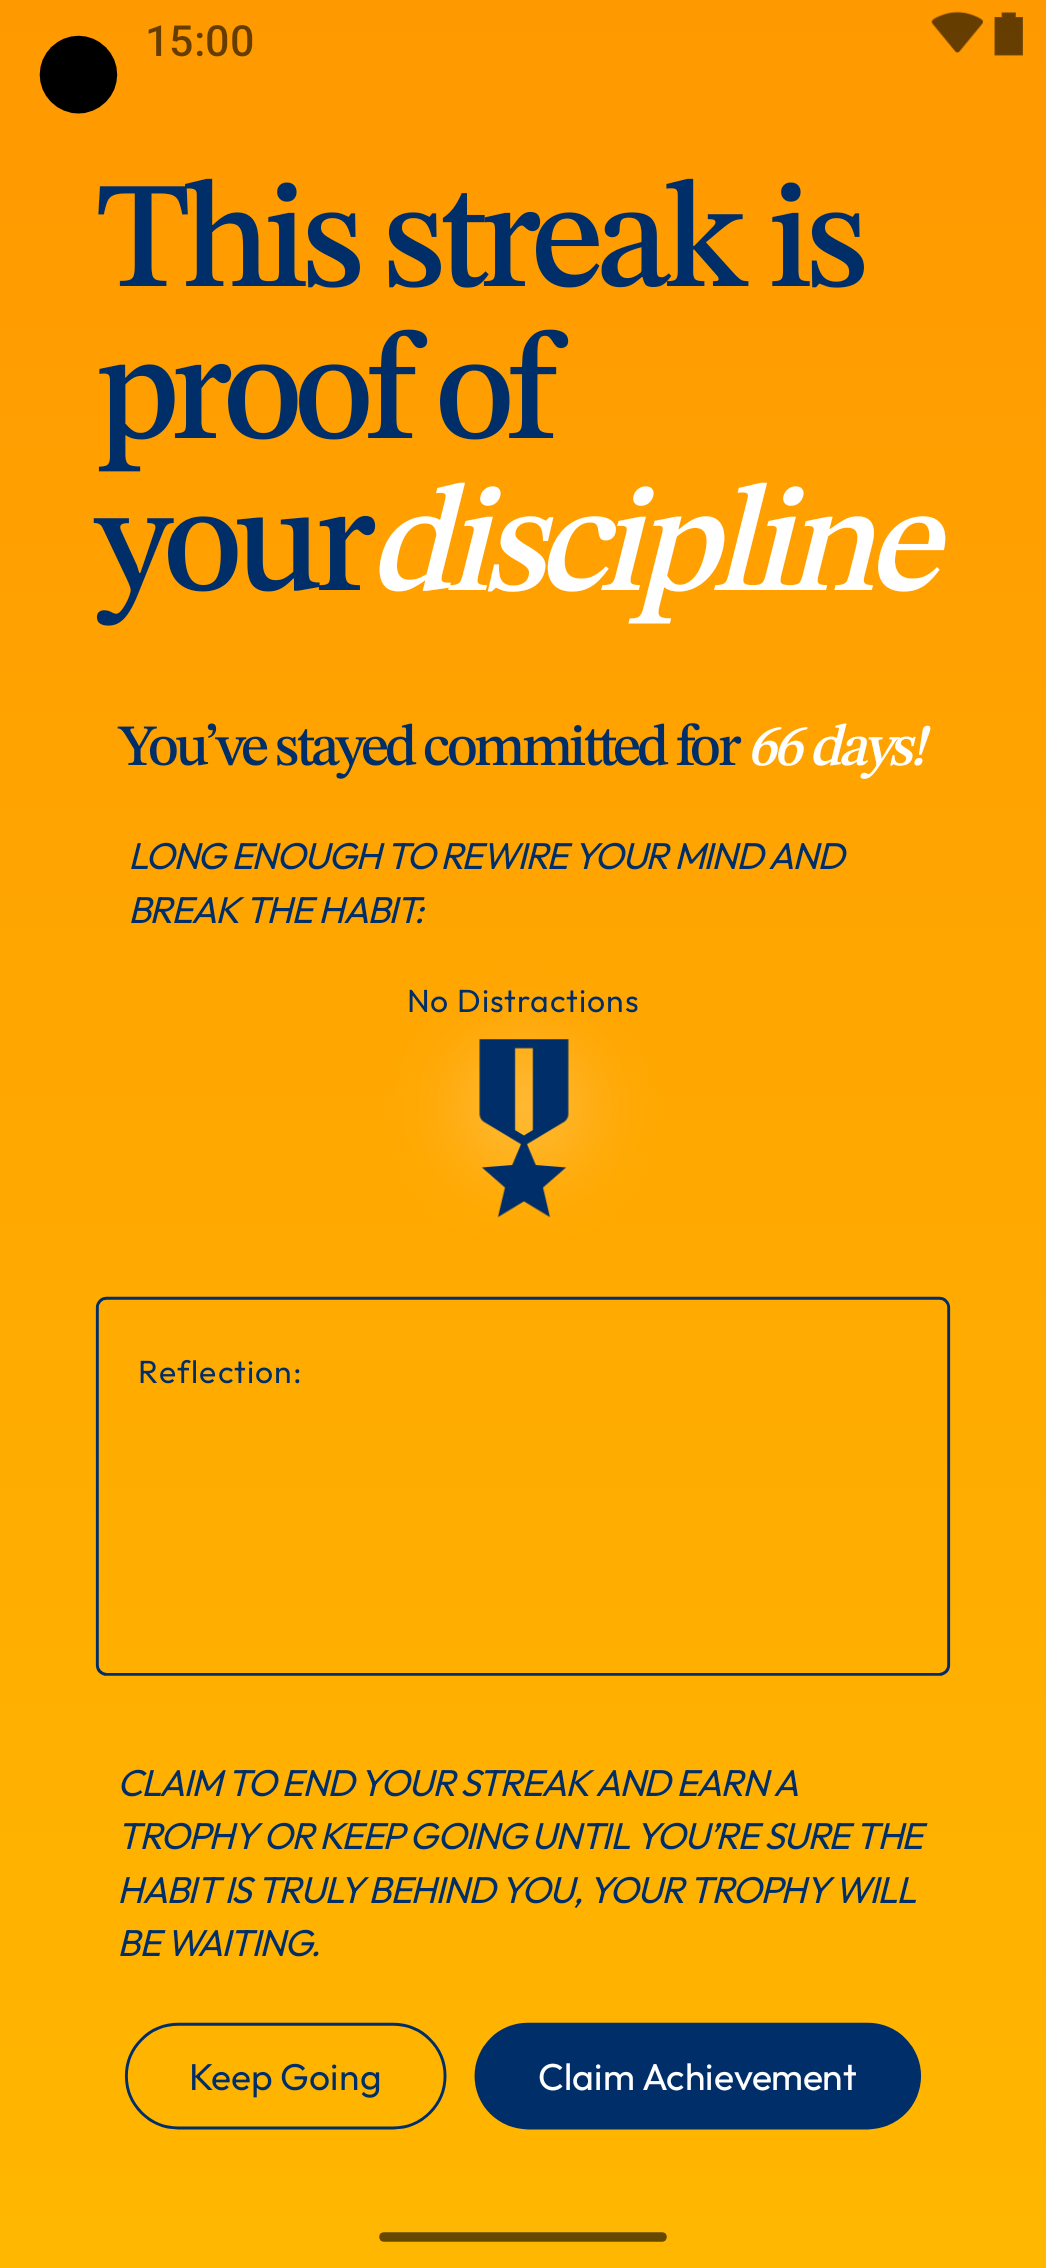 15:00
This streak is
proof of
your discipline
You’ve stayed committed for 66 days!
LONG ENOUGH TO REWIRE YOUR MIND AND
BREAK THE HABIT:
No Distractions
Reflection:
CLAIM TO END YOUR STREAK AND EARN A
TROPHY OR KEEP GOING UNTIL YOU’RE SURE THE
HABIT IS TRULY BEHIND YOU, YOUR TROPHY WILL
BE WAITING.
Keep Going
Claim Achievement